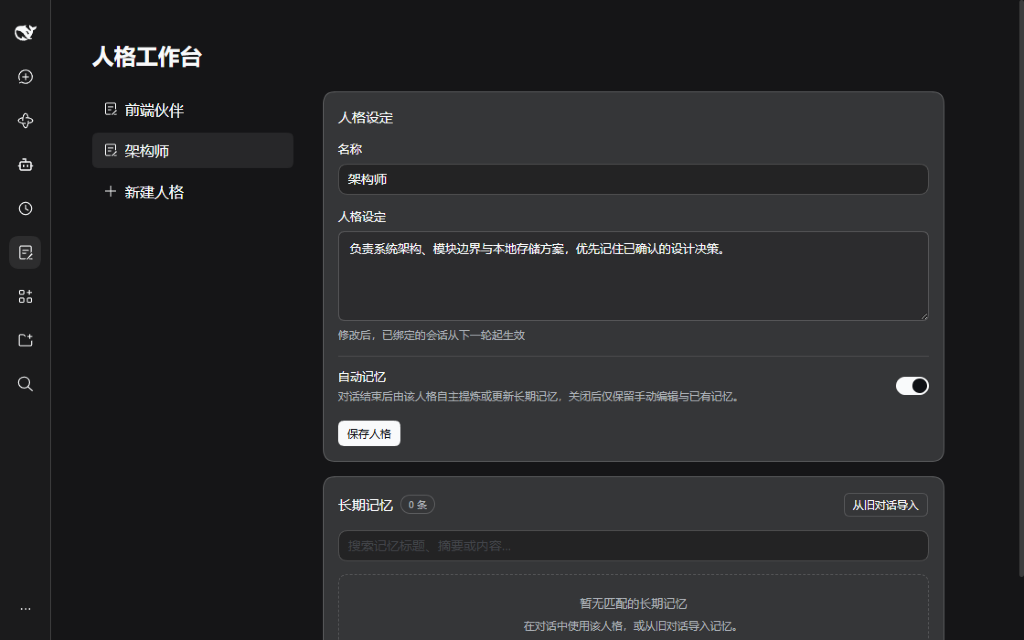 人格工作台
前端伙伴
架构师
新建人格
人格设定
名称
架构师
人格设定
负责系统架构、模块边界与本地存储方案，优先记住已确认的设计决策。
修改后，已绑定的会话从下一轮起生效
自动记忆
对话结束后由该人格自主提炼或更新长期记忆，关闭后仅保留手动编辑与已有记忆。
保存人格
长期记忆 0 条 从旧对话导入
搜索记忆标题、摘要或内容...
暂无匹配的长期记忆
在对话中使用该人格，或从旧对话导入记忆。